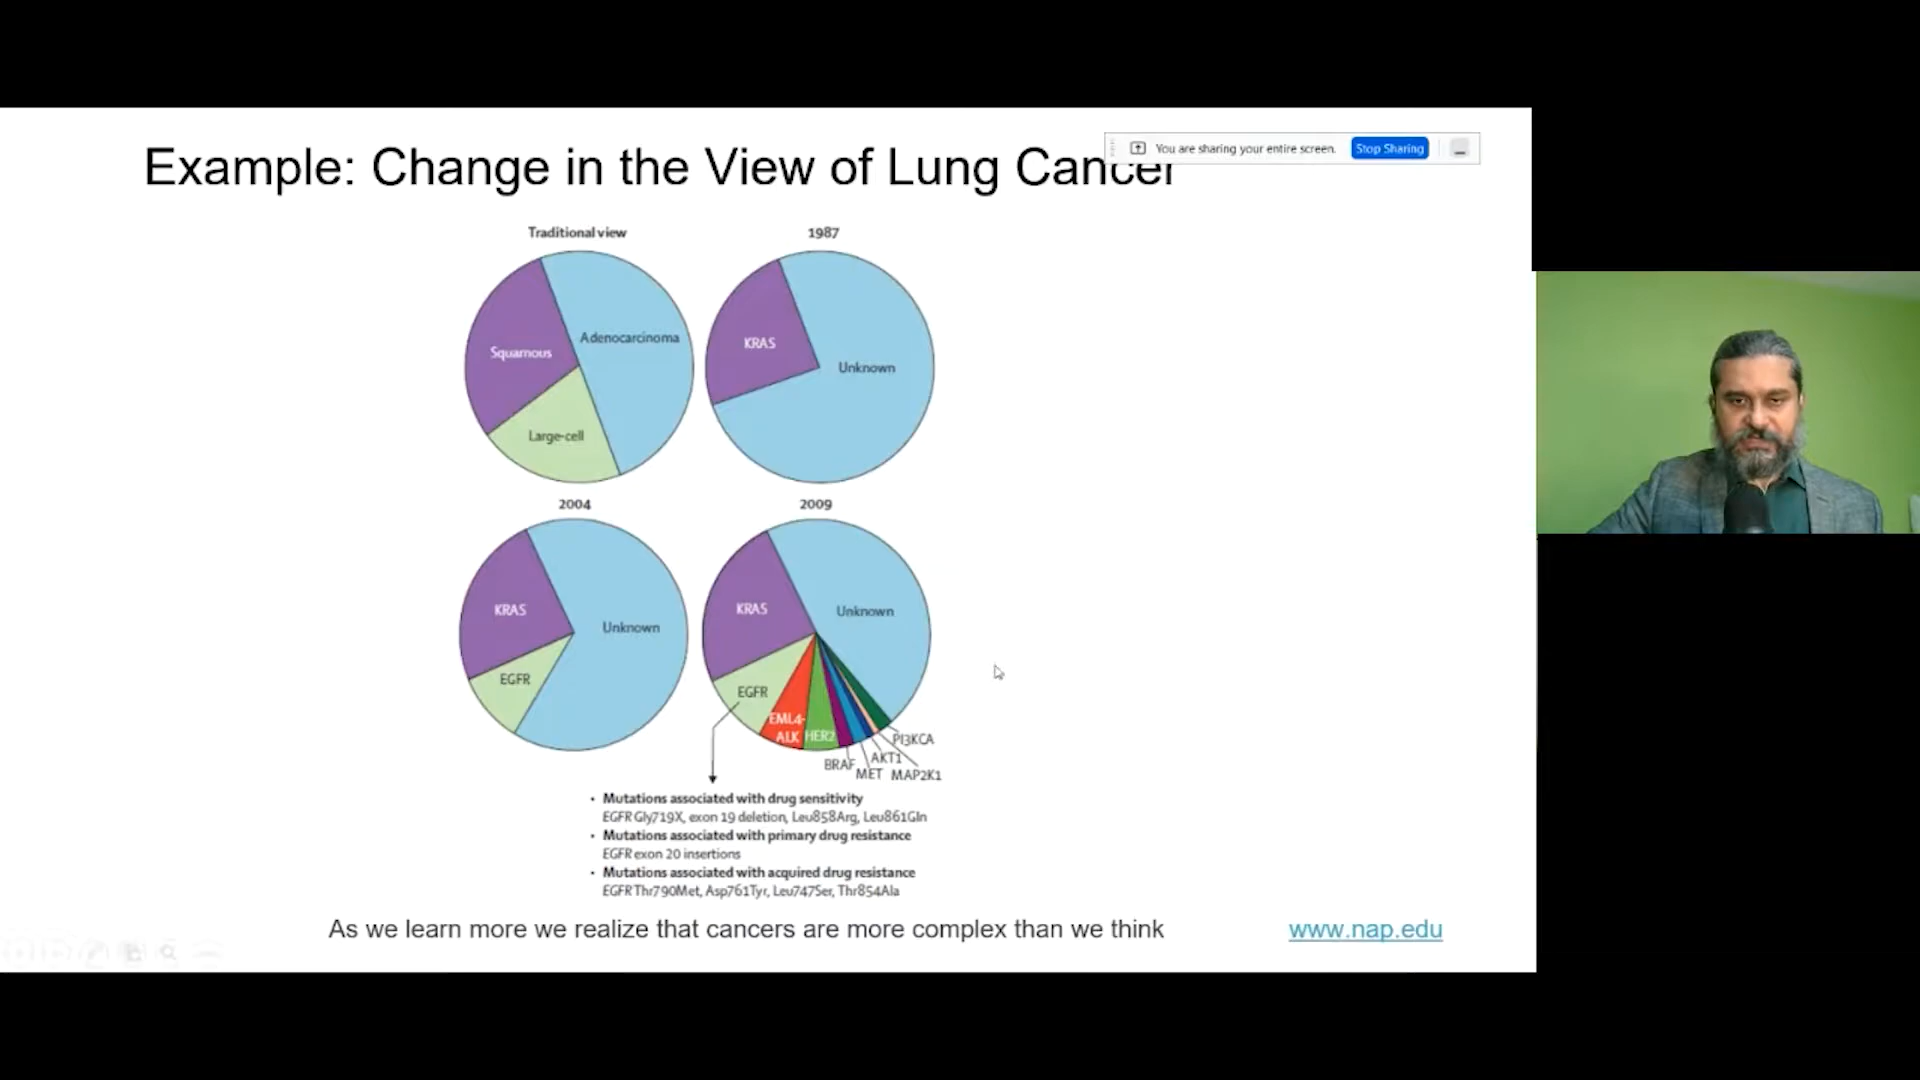 Example: Change in the View of Lung Cancer
You are sharing your entire screen.
Stop Sharing
Traditional view
1987
Squamous
Adenocarcinoma
Large-cell
KRAS
Unknown
2004
2009
KRAS
Unknown
EGFR
KRAS
Unknown
EGFR
EML4-
ALK
HER2
BRAF
MET
AKT1
MAP2K1
PI3KCA
• Mutations associated with drug sensitivity
EGFR Gly719X, exon 19 deletion, Leu858Arg, Leu861Gln
• Mutations associated with primary drug resistance
EGFR exon 20 insertions
• Mutations associated with acquired drug resistance
EGFR Thr790Met, Asp761Tyr, Leu747Ser, Thr854Ala
As we learn more we realize that cancers are more complex than we think
www.nap.edu